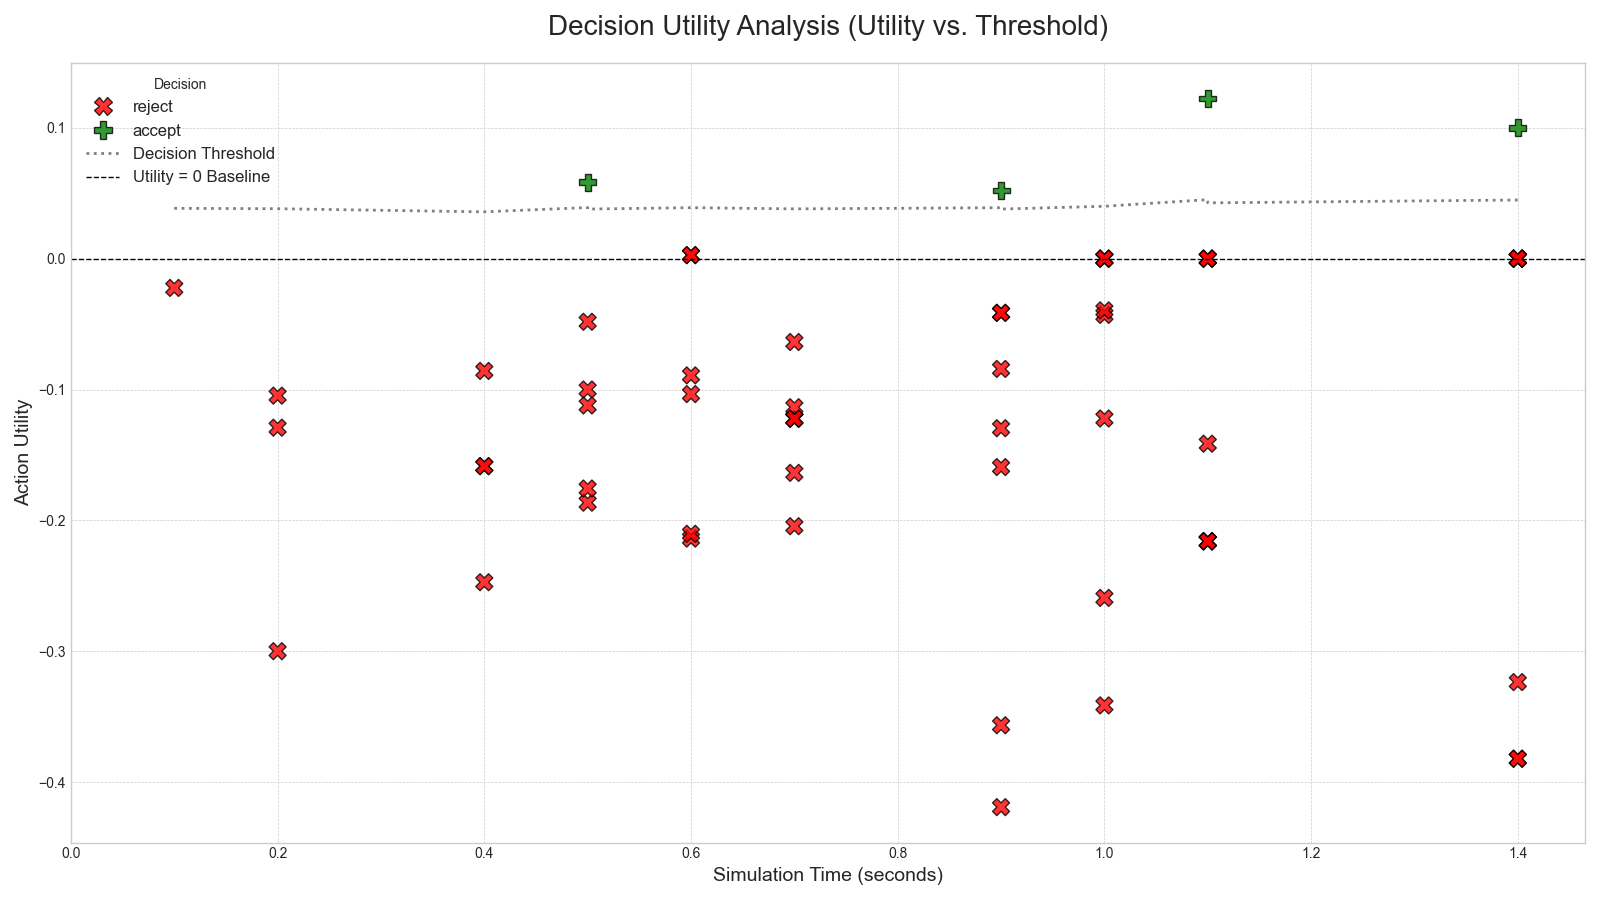 Decision Utility Analysis (Utility vs. Threshold)
Decision
reject
accept
Decision Threshold
Utility = 0 Baseline
0.1
0.0
−0.1
−0.2
−0.3
−0.4
Action Utility
0.0 0.2 0.4 0.6 0.8 1.0 1.2 1.4
Simulation Time (seconds)